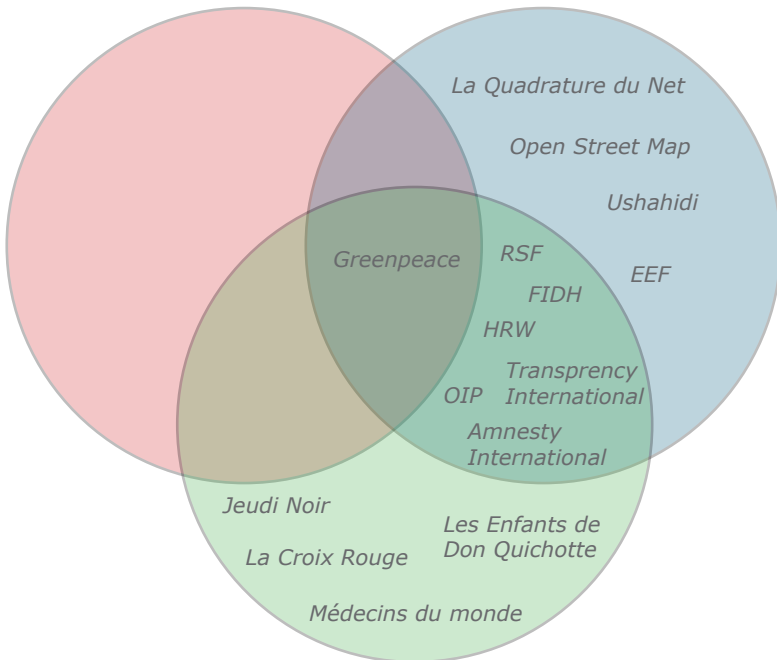 La Quadrature du Net
Open Street Map
Ushahidi
RSF
Greenpeace
EEF
FIDH
HRW
Transprency
International
OIP
Amnesty
International
Jeudi Noir
Les Enfants de
Don Quichotte
La Croix Rouge
Médecins du monde